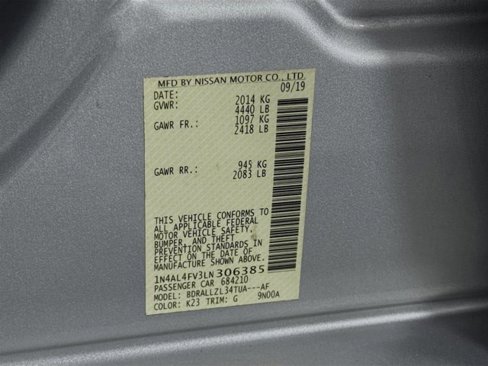 MFD BY NISSAN MOTOR CO., LTD.
DATE: 09/19
GVWR: 2014 KG
4440 LB
GAWR FR.: 1097 KG
2418 LB
GAWR RR.: 945 KG
2083 LB
THIS VEHICLE CONFORMS TO
ALL APPLICABLE FEDERAL
MOTOR VEHICLE SAFETY,
BUMPER, AND THEFT
PREVENTION STANDARDS IN
EFFECT ON THE DATE OF
MANUFACTURE SHOWN ABOVE.
1N4AL4FV3LN306385
PASSENGER CAR 684210
MODEL: BDRALLZL34TUA---AF
COLOR: K23 TRIM: G 9N00A